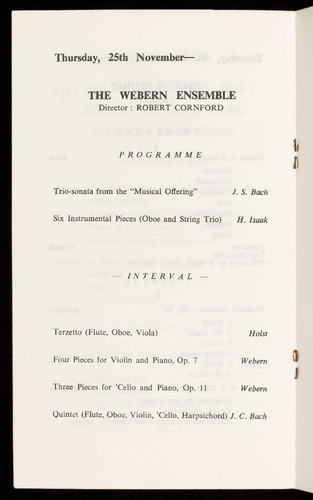 Thursday, 25th November—
THE WEBERN ENSEMBLE
Director : ROBERT CORNFORD
PROGRAMME
Trio-sonata from the "Musical Offering" J. S. Bach
Six Instrumental Pieces (Oboe and String Trio) H. Isaak
— INTERVAL —
Terzetto (Flute, Oboe, Viola) Holst
Four Pieces for Violin and Piano, Op. 7 Webern
Three Pieces for 'Cello and Piano, Op. 11 Webern
Quintet (Flute, Oboe, Violin, 'Cello, Harpsichord) J. C. Bach